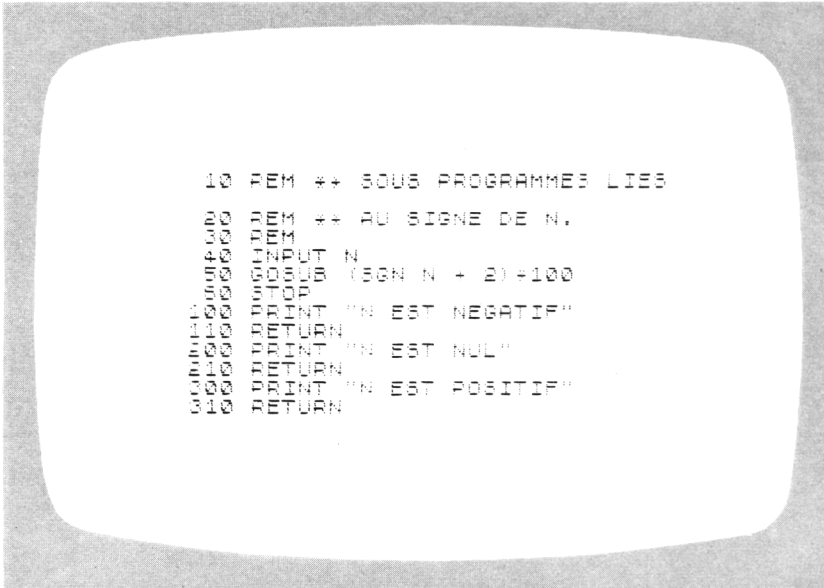 10 REM ** SOUS PROGRAMMES LIES
20 REM ** AU SIGNE DE N.
30 REM
40 INPUT N
50 GOSUB (SGN N + 2)*100
60 STOP
100 PRINT "N EST NEGATIF"
110 RETURN
200 PRINT "N EST NUL"
210 RETURN
300 PRINT "N EST POSITIF"
310 RETURN